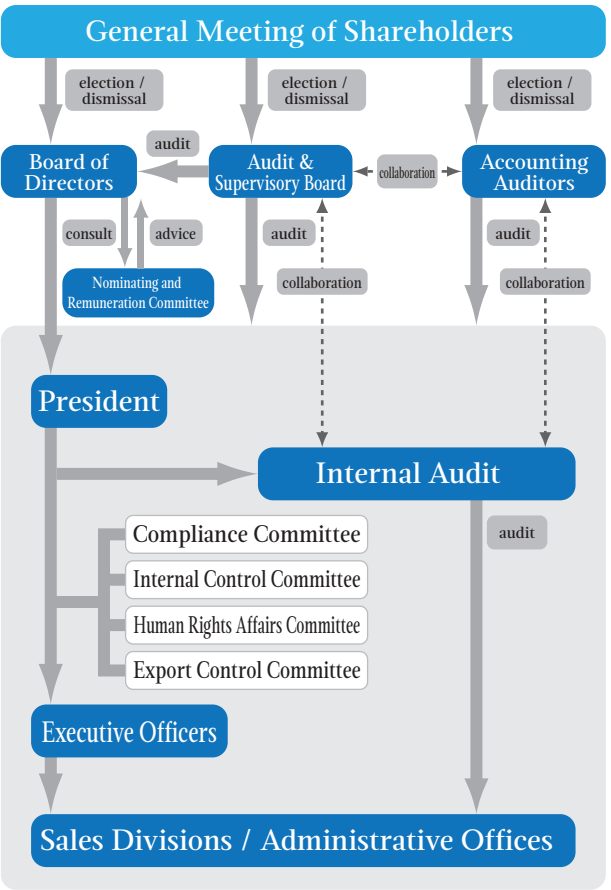 General Meeting of Shareholders
election /
dismissal
election /
dismissal
election /
dismissal
audit
Board of
Directors
Audit &
Supervisory Board
collaboration
Accounting
Auditors
consult
advice
audit
audit
Nominating and
Remuneration Committee
collaboration
collaboration
President
Internal Audit
audit
Compliance Committee
Internal Control Committee
Human Rights Affairs Committee
Export Control Committee
Executive Officers
Sales Divisions / Administrative Offices